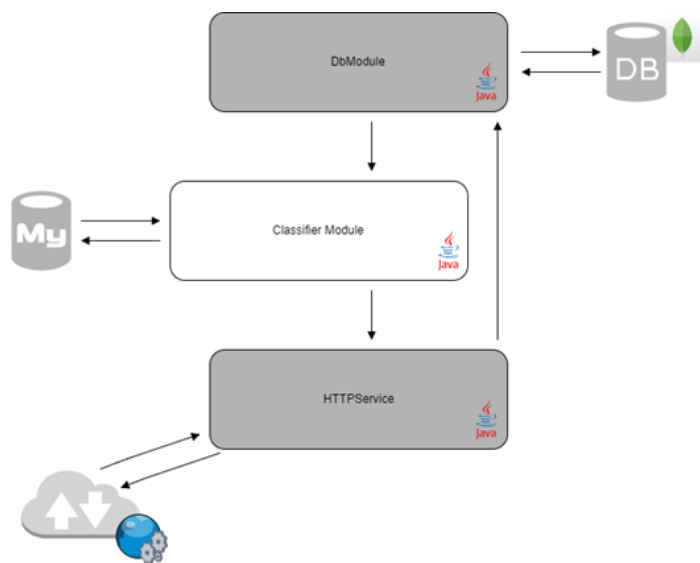 DbModule
Java
DB
My
Classifier Module
Java
HTTPService
Java